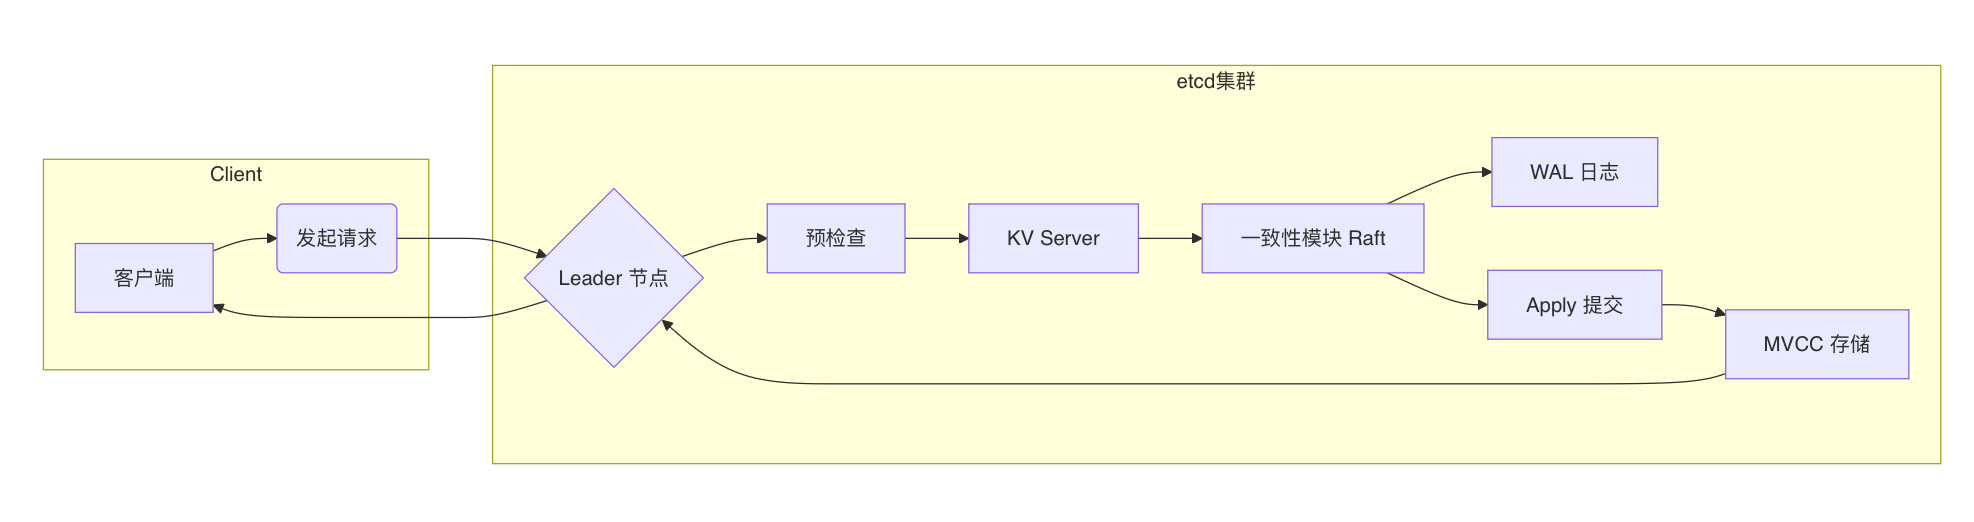 etcd集群
Client
客户端
发起请求
Leader 节点
预检查
KV Server
一致性模块 Raft
WAL 日志
Apply 提交
MVCC 存储